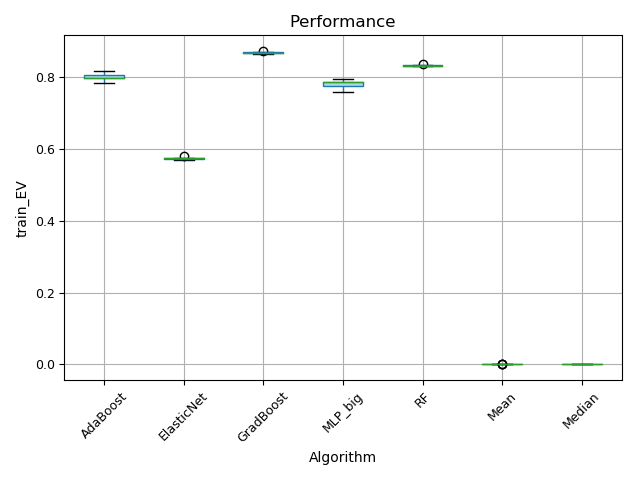 Performance
train_EV
0.8
0.6
0.4
0.2
0.0
AdaBoost
ElasticNet
GradBoost
MLP_big
RF
Mean
Median
Algorithm